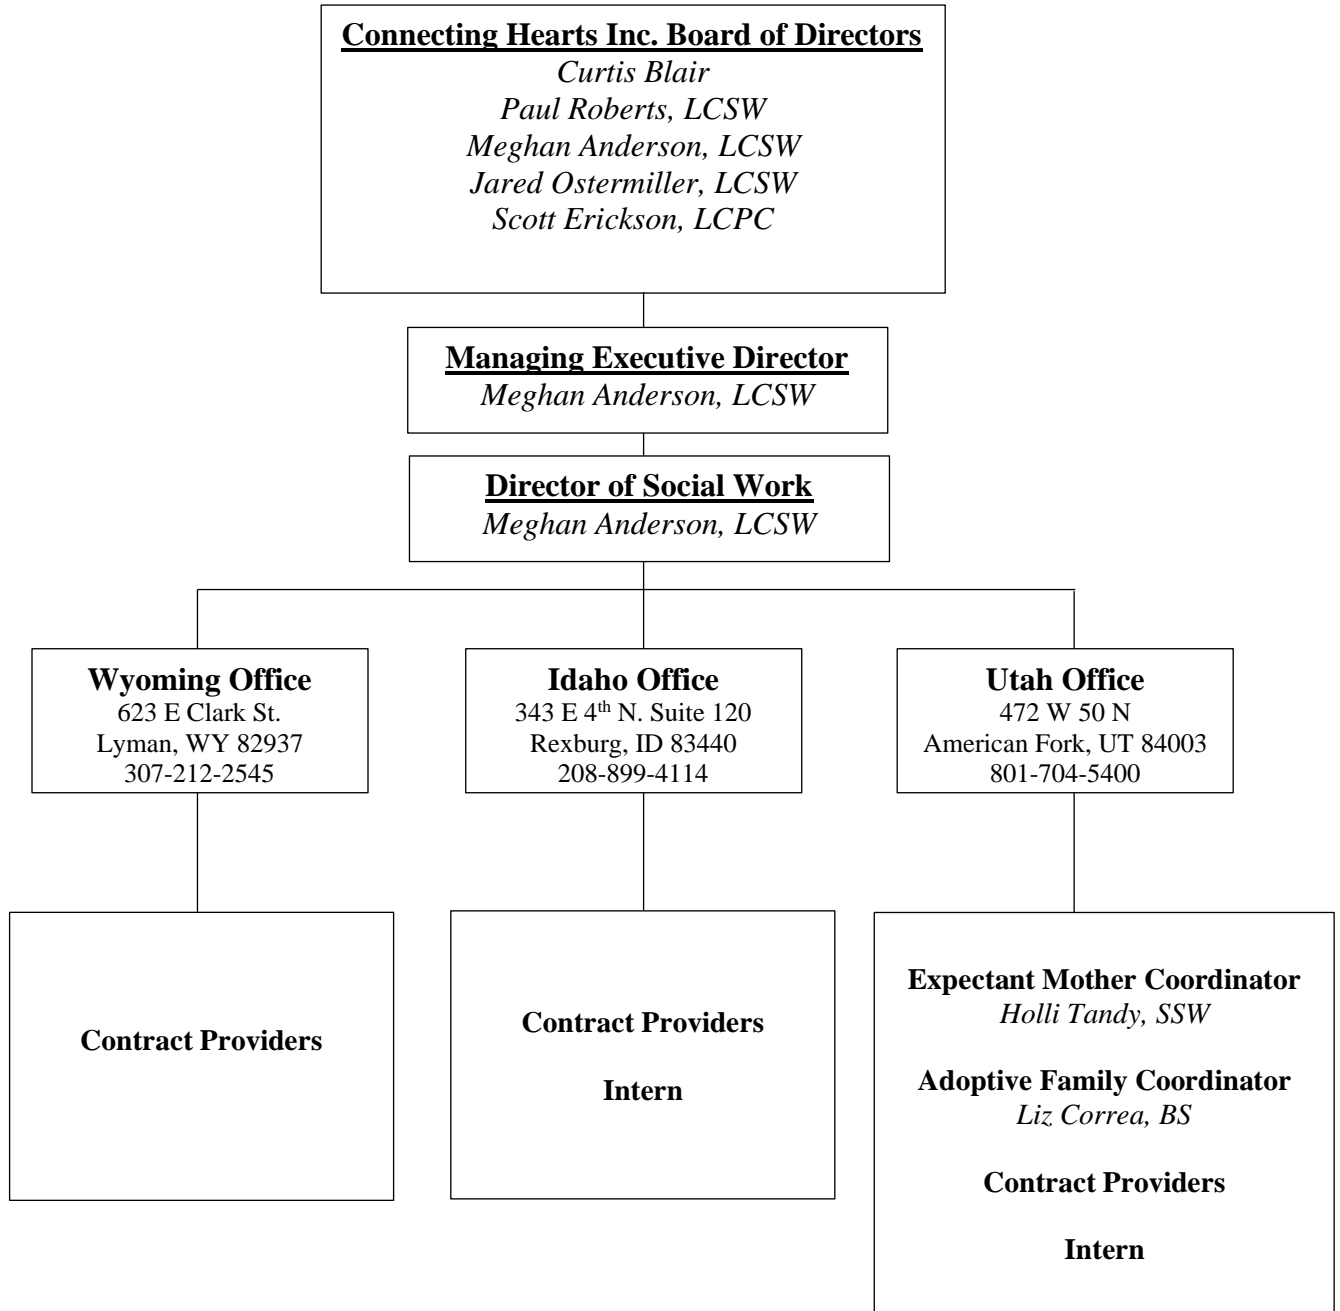 Connecting Hearts Inc. Board of Directors
Curtis Blair
Paul Roberts, LCSW
Meghan Anderson, LCSW
Jared Ostermiller, LCSW
Scott Erickson, LCPC
Managing Executive Director
Meghan Anderson, LCSW
Director of Social Work
Meghan Anderson, LCSW
Wyoming Office
623 E Clark St.
Lyman, WY 82937
307-212-2545
Idaho Office
343 E 4th N. Suite 120
Rexburg, ID 83440
208-899-4114
Utah Office
472 W 50 N
American Fork, UT 84003
801-704-5400
Contract Providers
Contract Providers
Intern
Expectant Mother Coordinator
Holli Tandy, SSW
Adoptive Family Coordinator
Liz Correa, BS
Contract Providers
Intern